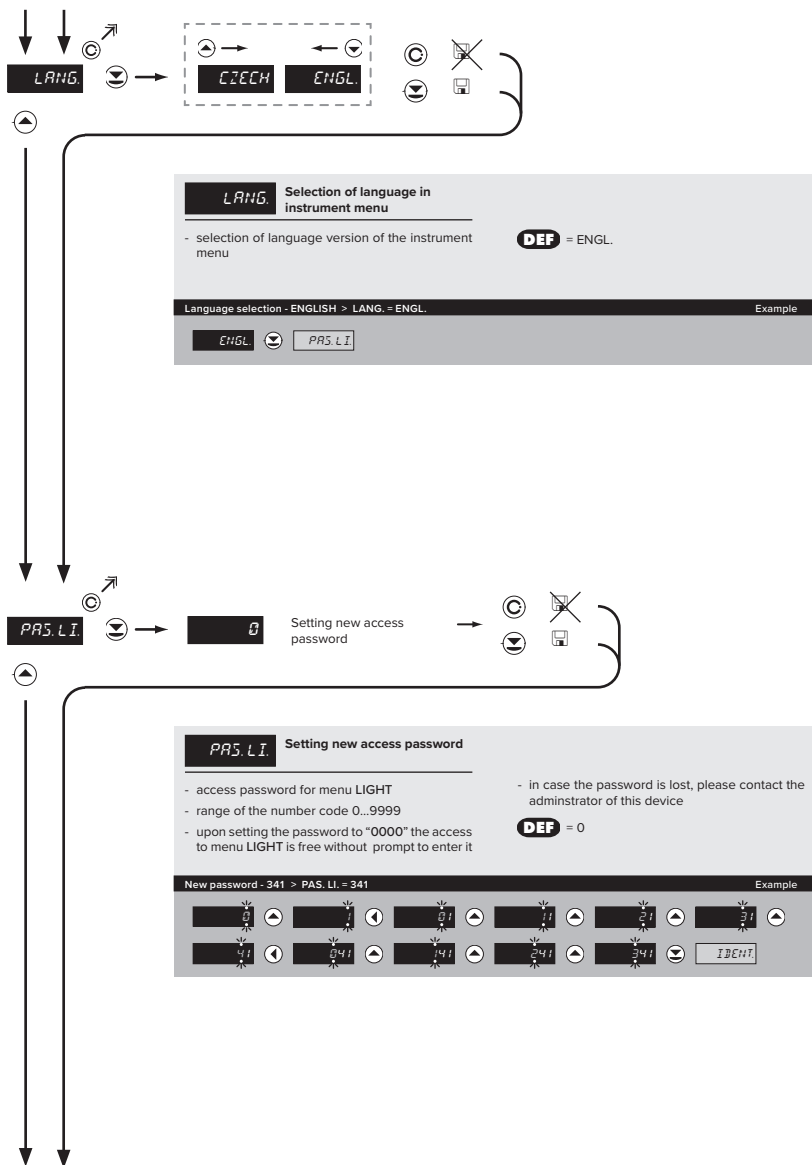 LANG.
CZECH ENGL.
LANG. Selection of language in
instrument menu
- selection of language version of the instrument
menu
DEF = ENGL.
Language selection - ENGLISH > LANG. = ENGL. Example
ENGL. PAS.LI.
PAS.LI. 0 Setting new access
password
PAS.LI. Setting new access password
- access password for menu LIGHT
- range of the number code 0...9999
- upon setting the password to “0000” the access
to menu LIGHT is free without prompt to enter it
- in case the password is lost, please contact the
adminstrator of this device
DEF = 0
New password - 341 > PAS. LI. = 341 Example
0 1 01 11 21 31
41 041 141 241 341 IDENT.